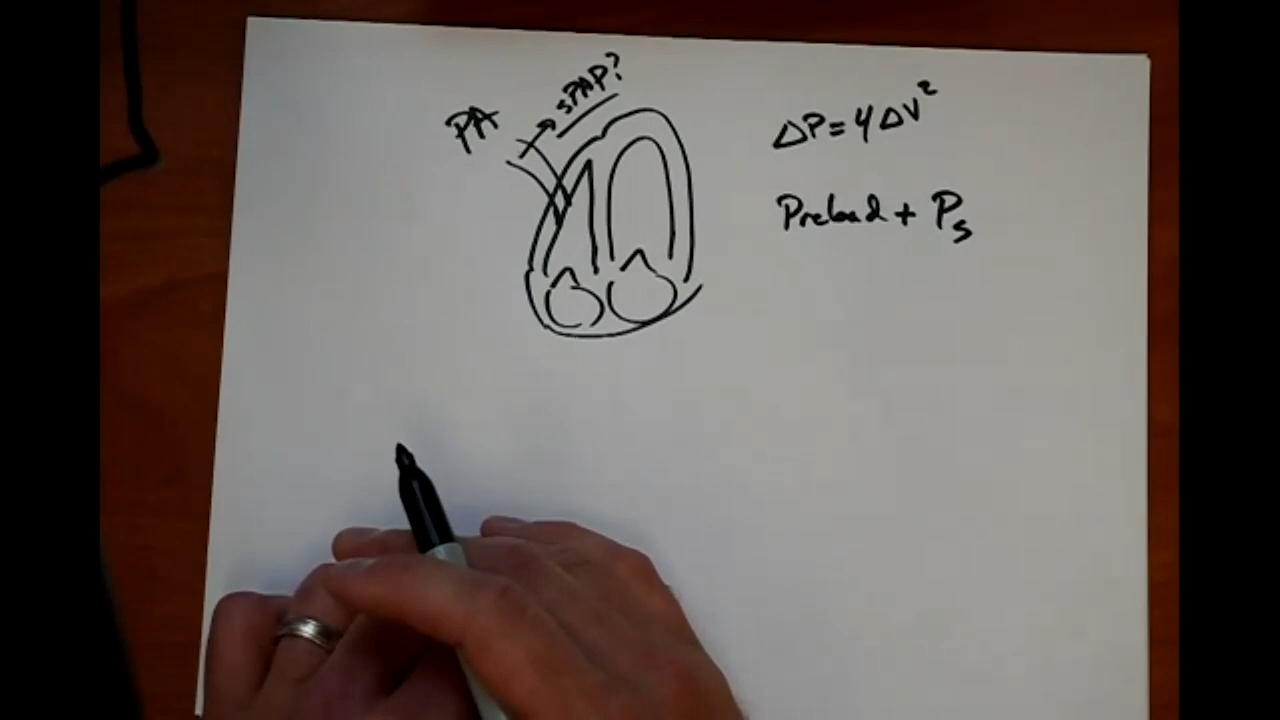 PA
sPAP?
ΔP = 4ΔV²
Preload + Pₛ